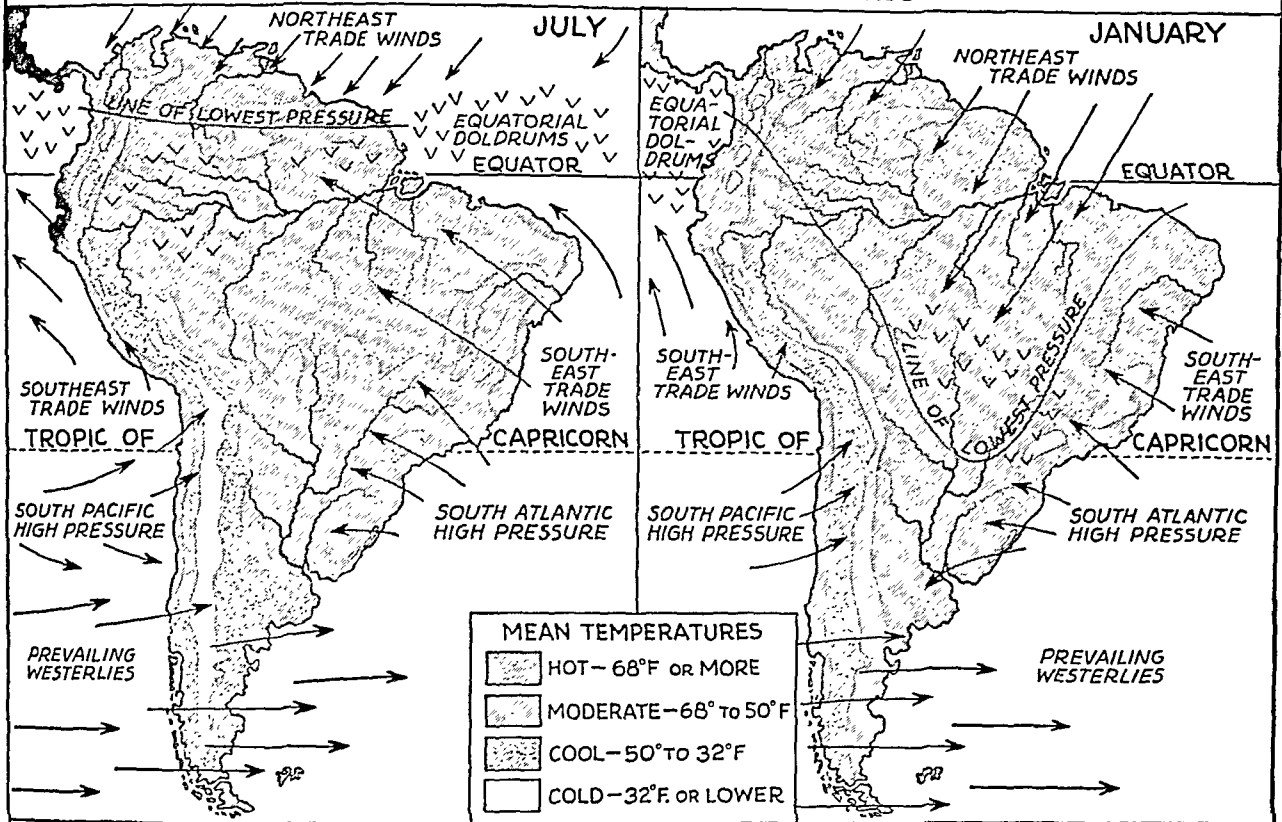 JULY
NORTHEAST
TRADE WINDS
LINE OF LOWEST PRESSURE
EQUATORIAL
DOLDRUMS
EQUATOR
SOUTHEAST
TRADE WINDS
SOUTH-
EAST
TRADE
WINDS
TROPIC OF
CAPRICORN
SOUTH PACIFIC
HIGH PRESSURE
SOUTH ATLANTIC
HIGH PRESSURE
PREVAILING
WESTERLIES
JANUARY
NORTHEAST
TRADE WINDS
EQUA-
TORIAL
DOL-
DRUMS
EQUATOR
LINE OF LOWEST PRESSURE
SOUTH-
EAST
TRADE WINDS
SOUTH-
EAST
TRADE
WINDS
TROPIC OF
CAPRICORN
SOUTH PACIFIC
HIGH PRESSURE
SOUTH ATLANTIC
HIGH PRESSURE
PREVAILING
WESTERLIES
MEAN TEMPERATURES
HOT–68°F OR MORE
MODERATE–68° TO 50°F
COOL–50° TO 32°F
COLD–32°F. OR LOWER